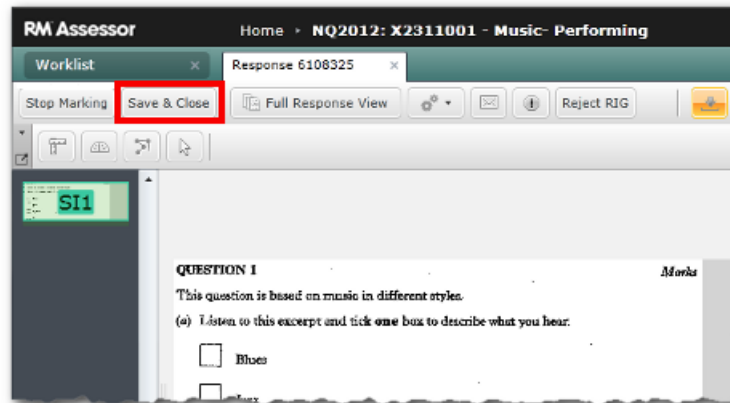 RM Assessor
Home ▸ NQ2012: X2311001 - Music- Performing
Worklist ×
Response 6108325 ×
Stop Marking Save & Close Full Response View Reject RIG
SI1
QUESTION 1 Marks
This question is based on music in different styles.
(a) Listen to this excerpt and tick one box to describe what you hear.
Blues